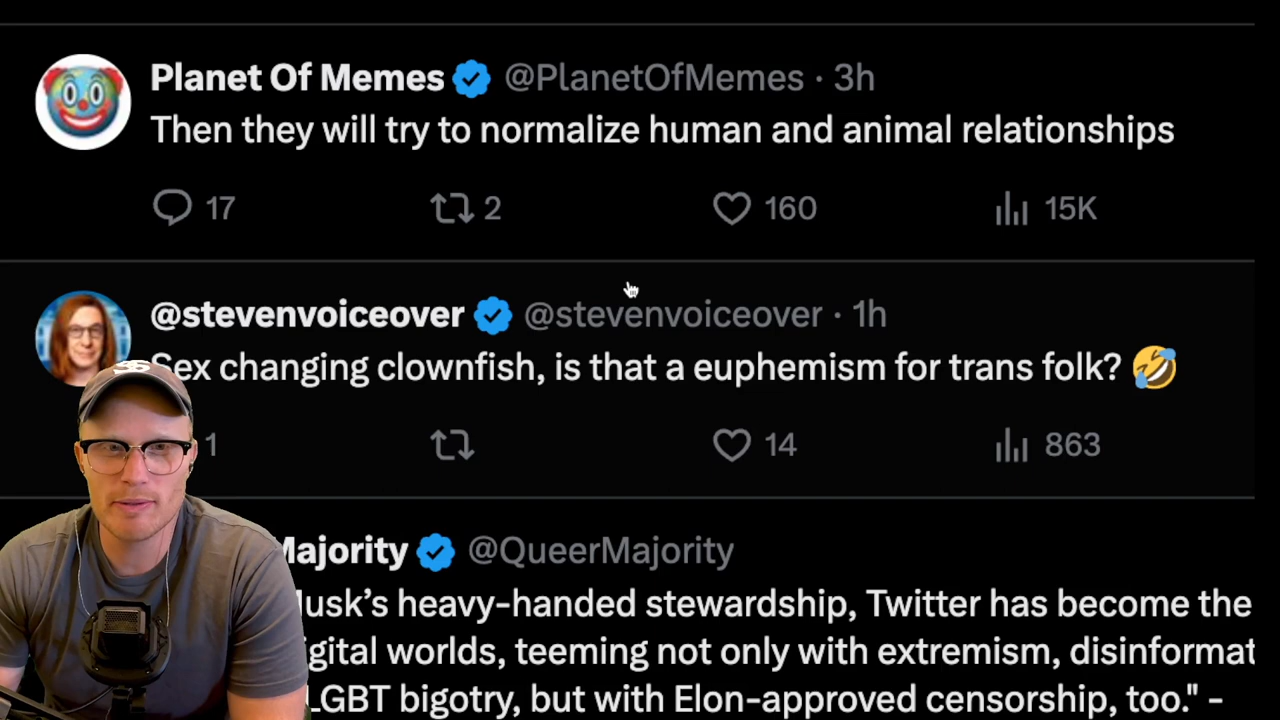 Planet Of Memes @PlanetOfMemes · 3h
Then they will try to normalize human and animal relationships
17 2 160 15K
@stevenvoiceover @stevenvoiceover · 1h
Sex changing clownfish, is that a euphemism for trans folk? 🤣
1 14 863
Majority @QueerMajority
Musk's heavy-handed stewardship, Twitter has become the
digital worlds, teeming not only with extremism, disinformat
LGBT bigotry, but with Elon-approved censorship, too." -